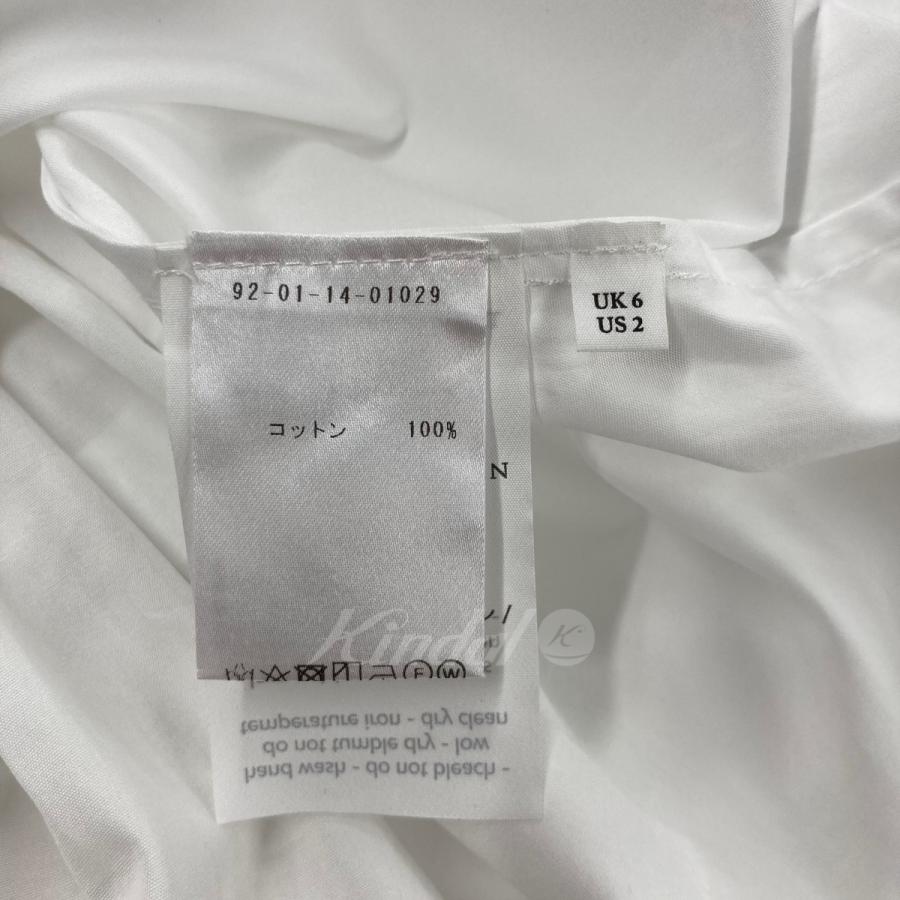 92-01-14-01029
UK 6
US 2
コットン 100%
N
Kindal
K
F W
temperature iron - dry clean
do not tumble dry - low
hand wash - do not bleach -